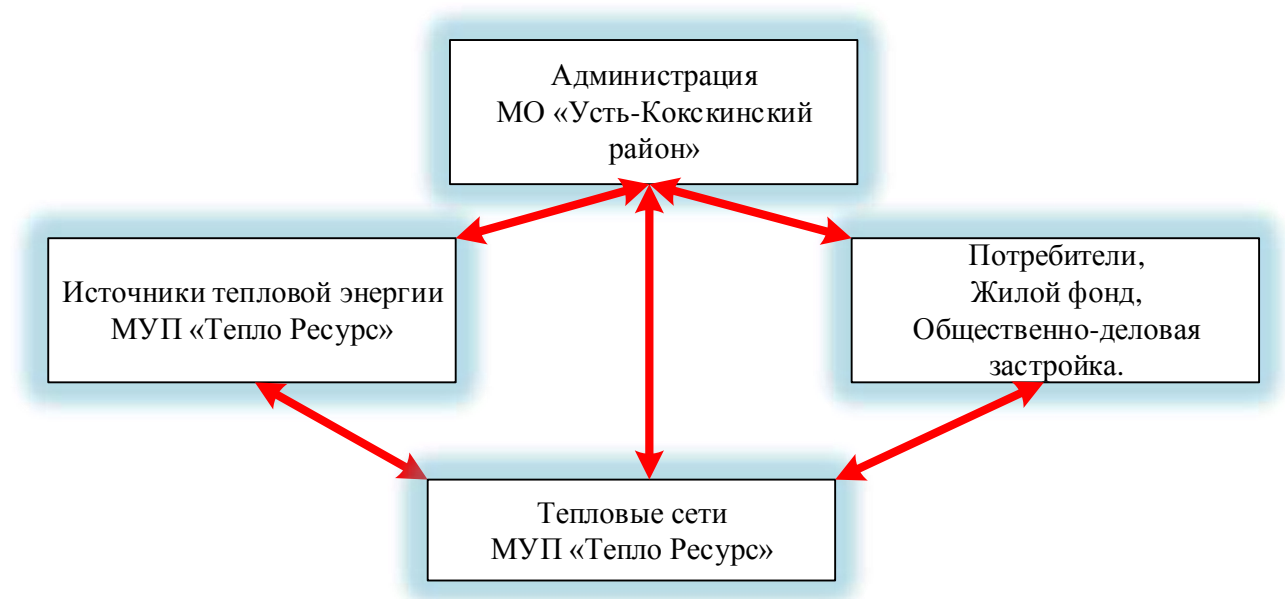 Администрация
МО «Усть-Кокскинский
район»
Источники тепловой энергии
МУП «Тепло Ресурс»
Потребители,
Жилой фонд,
Общественно-деловая
застройка.
Тепловые сети
МУП «Тепло Ресурс»